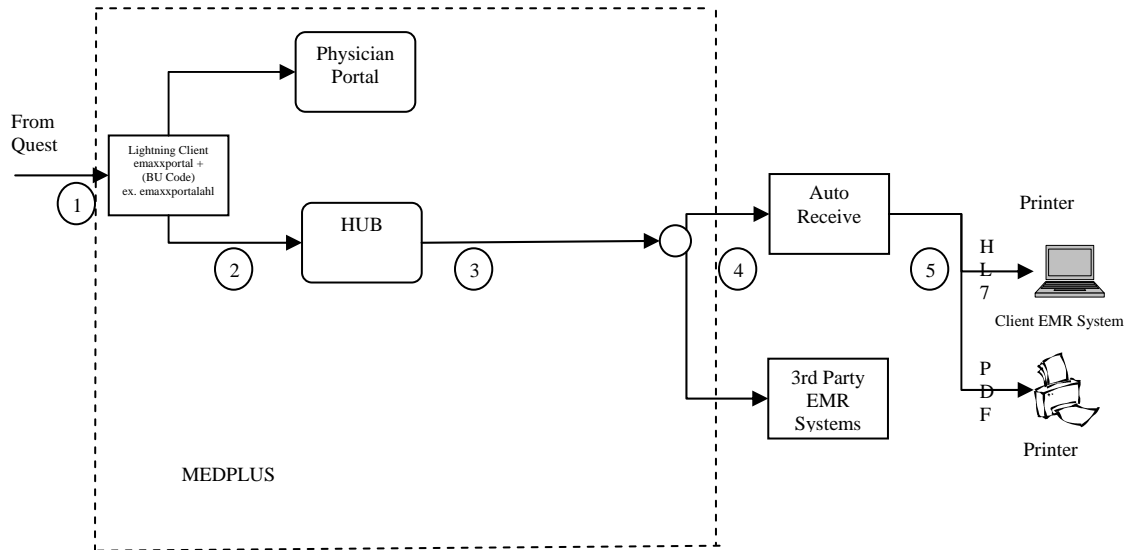 Physician
Portal
From
Quest
Lightning Client
emaxxportal +
(BU Code)
ex. emaxxportalahl
1
HUB
2
3
Auto
Receive
4
5
Printer
H
L
7
Client EMR System
3rd Party
EMR
Systems
P
D
F
Printer
MEDPLUS